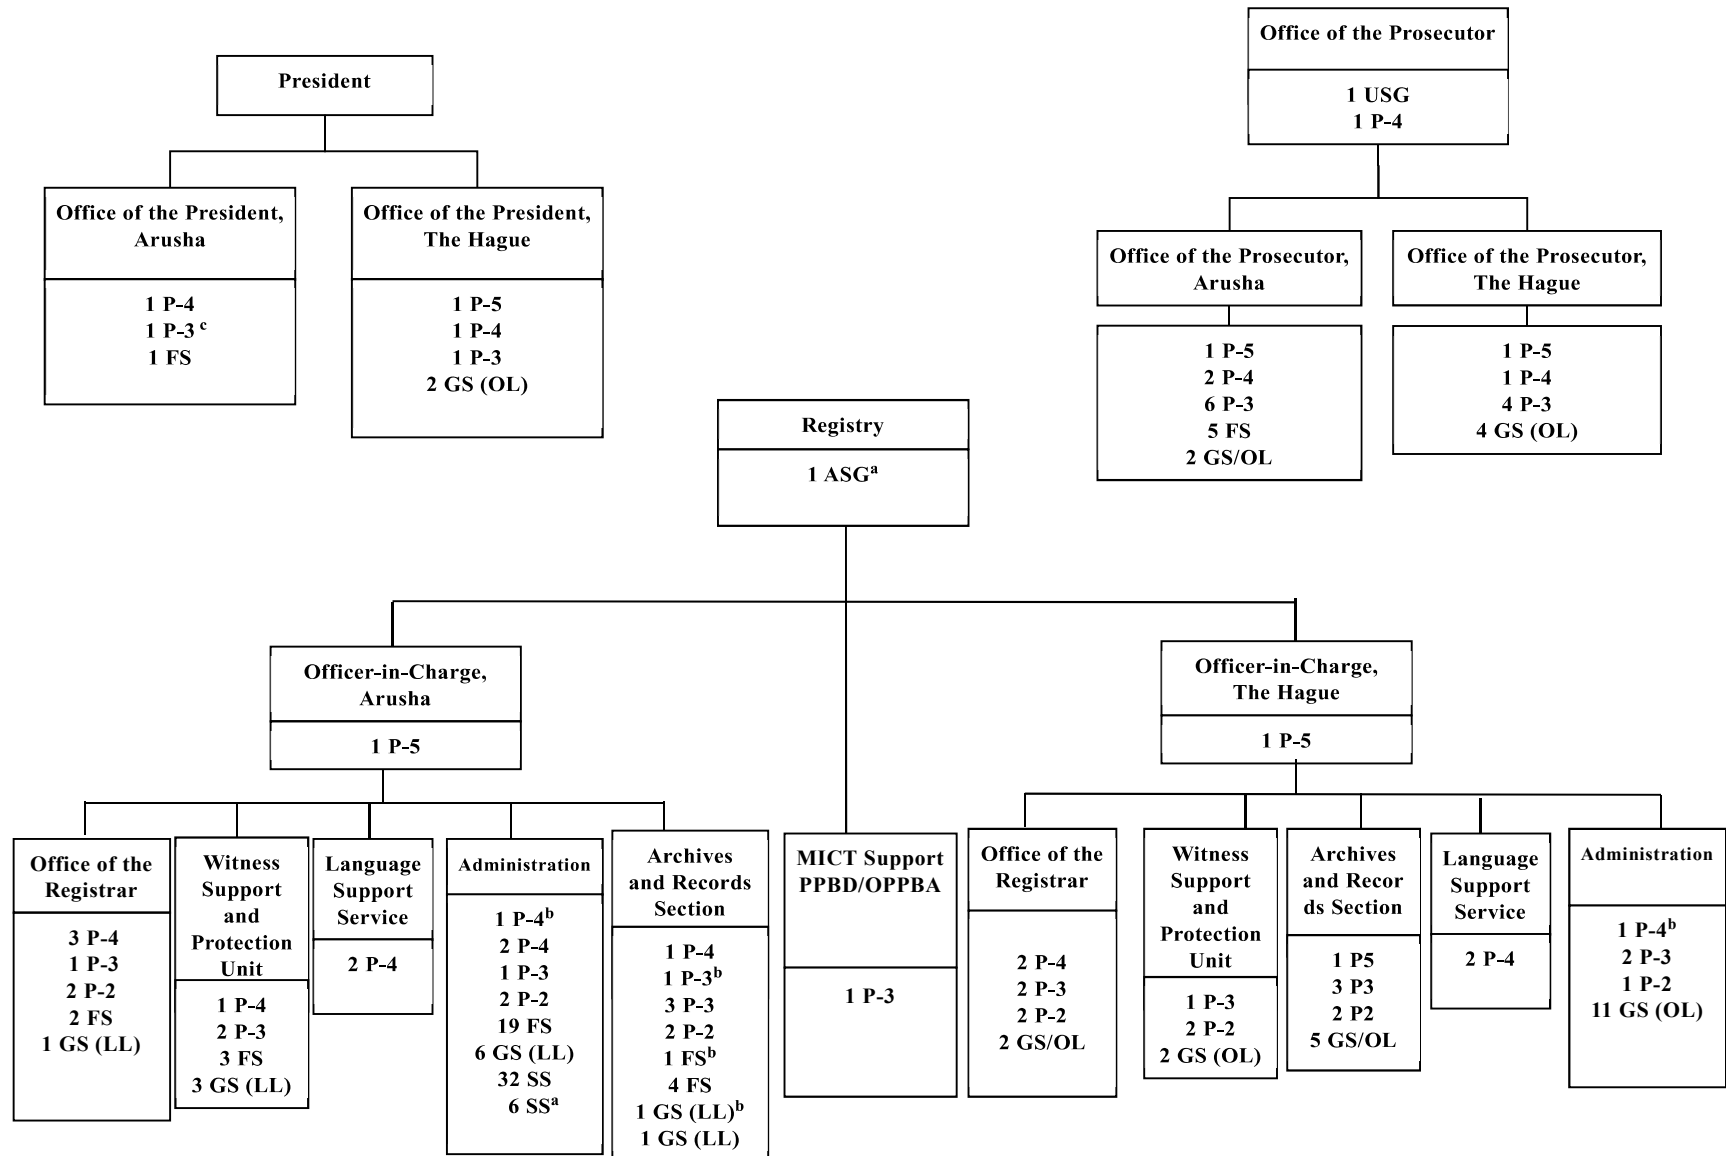 President
Office of the President,
Arusha
1 P-4
1 P-3 c
1 FS
Office of the President,
The Hague
1 P-5
1 P-4
1 P-3
2 GS (OL)
Office of the Prosecutor
1 USG
1 P-4
Office of the Prosecutor,
Arusha
1 P-5
2 P-4
6 P-3
5 FS
2 GS/OL
Office of the Prosecutor,
The Hague
1 P-5
1 P-4
4 P-3
4 GS (OL)
Registry
1 ASGa
Officer-in-Charge,
Arusha
1 P-5
Officer-in-Charge,
The Hague
1 P-5
Office of the
Registrar
3 P-4
1 P-3
2 P-2
2 FS
1 GS (LL)
Witness
Support
and
Protection
Unit
1 P-4
2 P-3
3 FS
3 GS (LL)
Language
Support
Service
2 P-4
Administration
1 P-4b
2 P-4
1 P-3
2 P-2
19 FS
6 GS (LL)
32 SS
6 SSa
Archives
and Records
Section
1 P-4
1 P-3b
3 P-3
2 P-2
1 FSb
4 FS
1 GS (LL)b
1 GS (LL)
MICT Support
PPBD/OPPBA
1 P-3
Office of the
Registrar
2 P-4
2 P-3
2 P-2
2 GS/OL
Witness
Support
and
Protection
Unit
1 P-3
2 P-2
2 GS (OL)
Archives
and Recor
ds Section
1 P5
3 P3
2 P2
5 GS/OL
Language
Support
Service
2 P-4
Administration
1 P-4b
2 P-3
1 P-2
11 GS (OL)